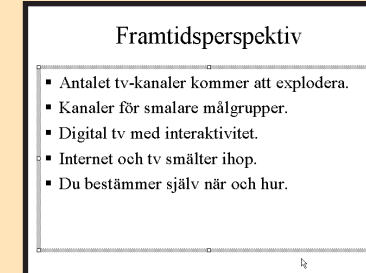 Framtidsperspektiv
▪ Antalet tv-kanaler kommer att explodera.
▪ Kanaler för smalare målgrupper.
▪ Digital tv med interaktivitet.
▪ Internet och tv smälter ihop.
▪ Du bestämmer själv när och hur.